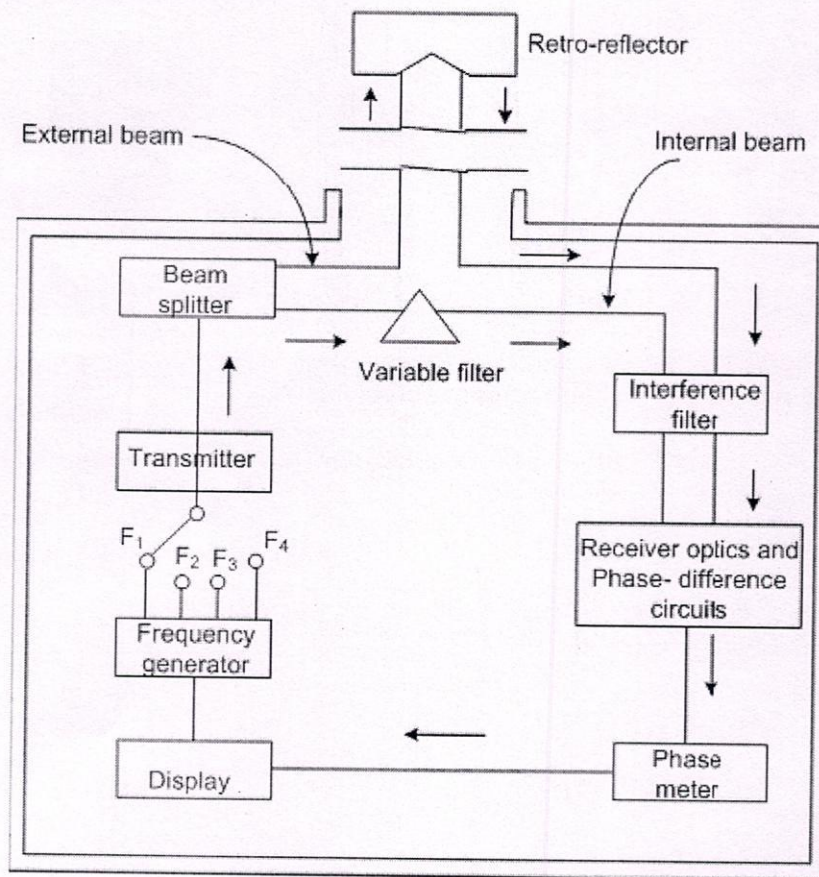 Retro-reflector
External beam
Internal beam
Beam
splitter
Variable filter
Interference
filter
Transmitter
F₁
F₂
F₃
F₄
Receiver optics and
Phase- difference
circuits
Frequency
generator
Display
Phase
meter